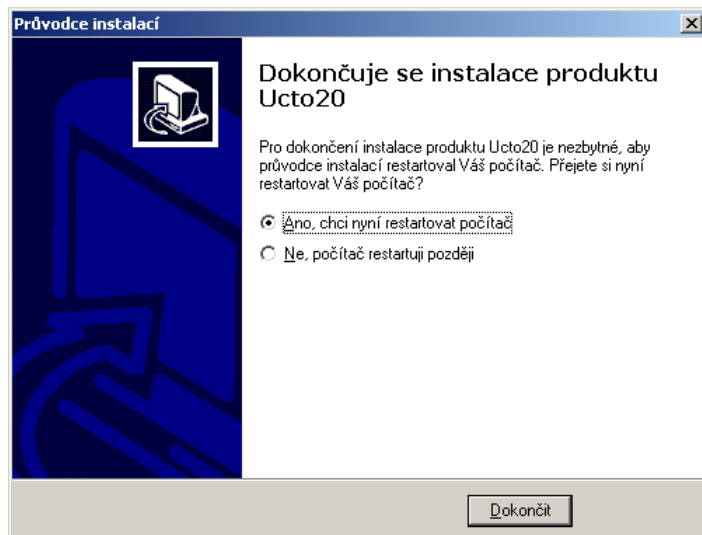 Průvodce instalací
Dokončuje se instalace produktu
Ucto20
Pro dokončení instalace produktu Ucto20 je nezbytné, aby
průvodce instalací restartoval Váš počítač. Přejete si nyní
restartovat Váš počítač?
Ano, chci nyní restartovat počítač
Ne, počítač restartuji později
Dokončit